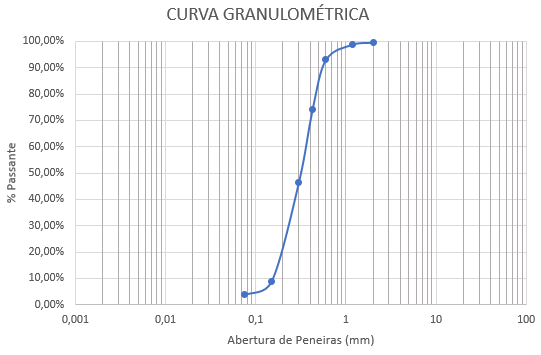 CURVA GRANULOMÉTRICA
100,00%
90,00%
80,00%
70,00%
60,00%
50,00%
40,00%
30,00%
20,00%
10,00%
0,00%
% Passante
0,001 0,01 0,1 1 10 100
Abertura de Peneiras (mm)